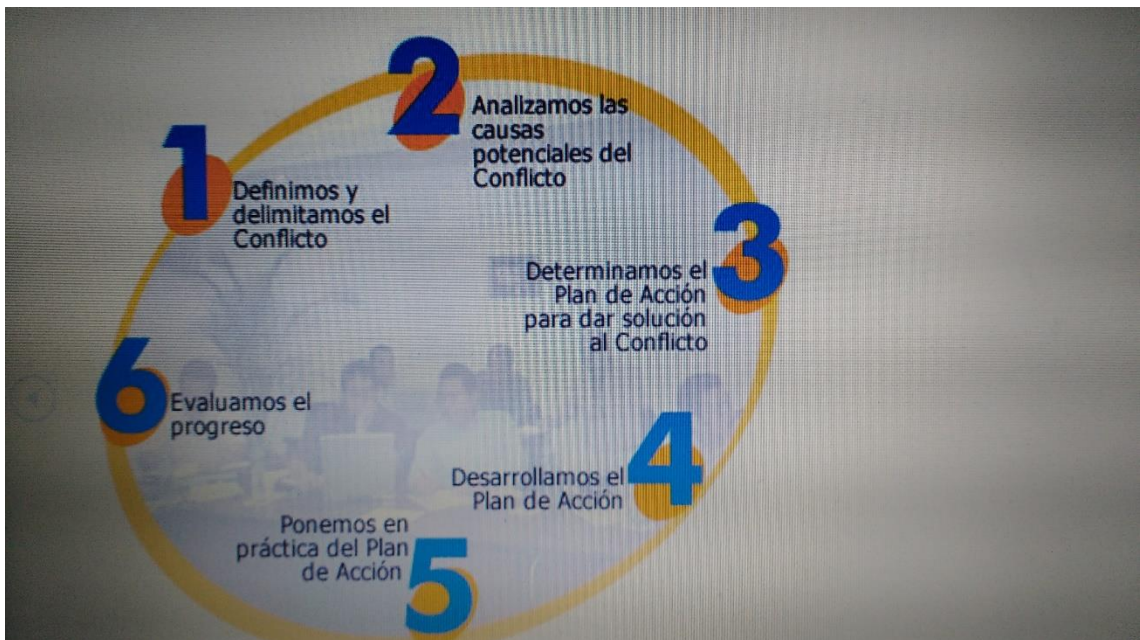 1
Definimos y
delimitamos el
Conflicto
2
Analizamos las
causas
potenciales del
Conflicto
3
Determinamos el
Plan de Acción
para dar solución
al Conflicto
4
Desarrollamos el
Plan de Acción
5
Ponemos en
práctica del Plan
de Acción
6
Evaluamos el
progreso